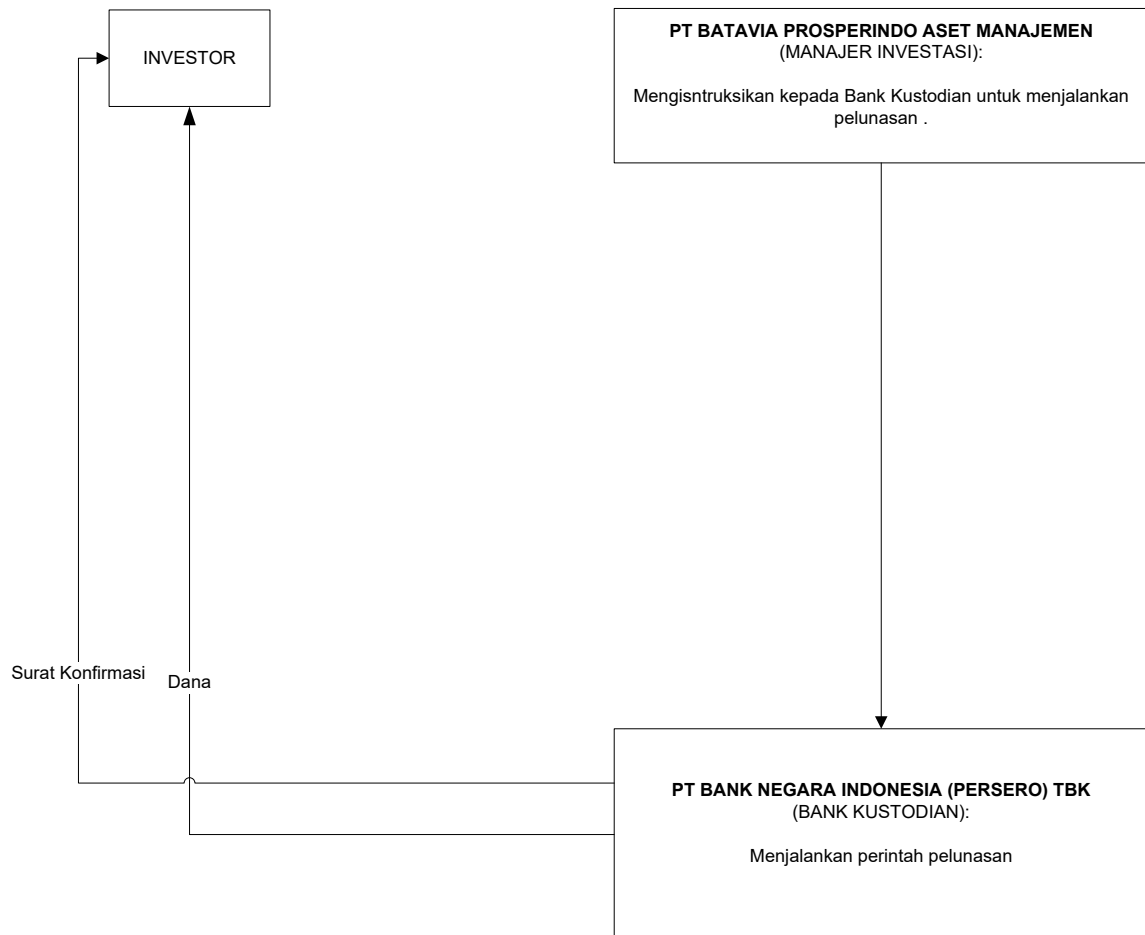 INVESTOR
PT BATAVIA PROSPERINDO ASET MANAJEMEN
(MANAJER INVESTASI):
Mengisntruksikan kepada Bank Kustodian untuk menjalankan
pelunasan .
Surat Konfirmasi
Dana
PT BANK NEGARA INDONESIA (PERSERO) TBK
(BANK KUSTODIAN):
Menjalankan perintah pelunasan